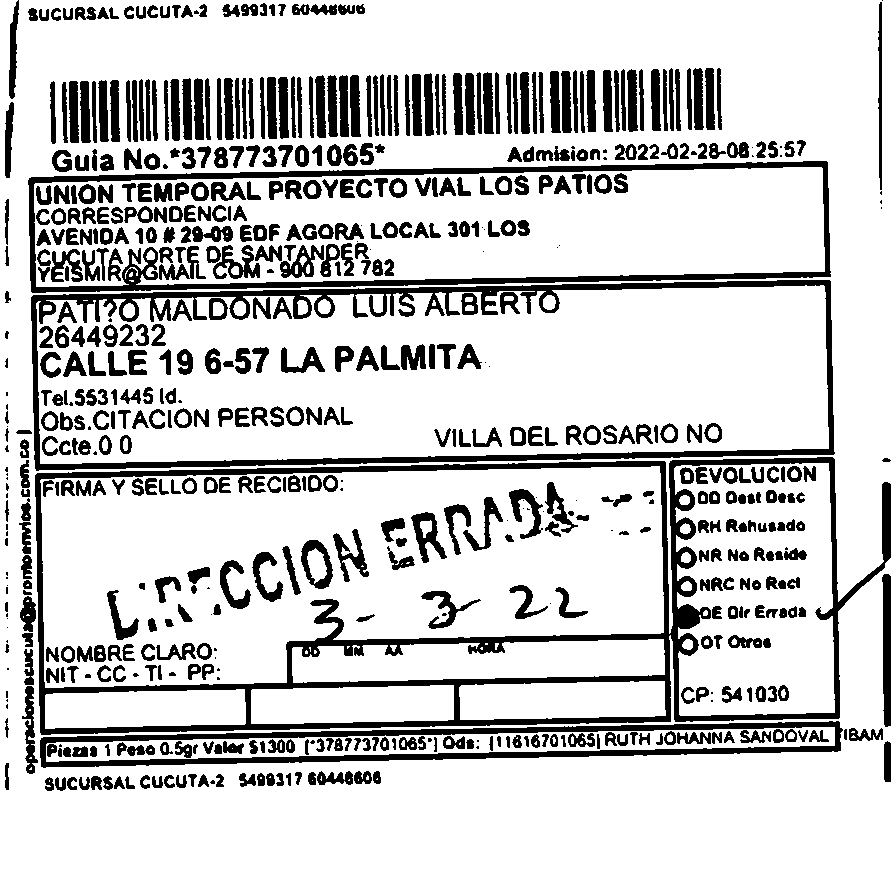 SUCURSAL CUCUTA-2 5499317 60448606
Guia No.*378773701065*
Admision: 2022-02-28-08:25:57
UNION TEMPORAL PROYECTO VIAL LOS PATIOS
CORRESPONDENCIA
AVENIDA 10 # 29-09 EDF AGORA LOCAL 301 LOS
CUCUTA NORTE DE SANTANDER
YEISMIR@GMAIL COM - 900 812 782
PATI?O MALDONADO LUIS ALBERTO
26449232
CALLE 19 6-57 LA PALMITA
Tel.5531445 Id.
Obs.CITACION PERSONAL
Ccte.0 0
VILLA DEL ROSARIO NO
operacionescucuta@promoenvios.com.co |
FIRMA Y SELLO DE RECIBIDO:
DIRECCION ERRADA
3 - 3 - 22
NOMBRE CLARO:
NIT - CC - TI - PP:
DD MM AA HORA
DEVOLUCION
DD Dest Desc
RH Rehusado
NR No Reside
NRC No Recl
DE Dir Errada
OT Otros
CP: 541030
Piezas 1 Peso 0.5gr Valor $1300 [*378773701065*] Ods: [11616701065] RUTH JOHANNA SANDOVAL TIBAM
SUCURSAL CUCUTA-2 5499317 60448606